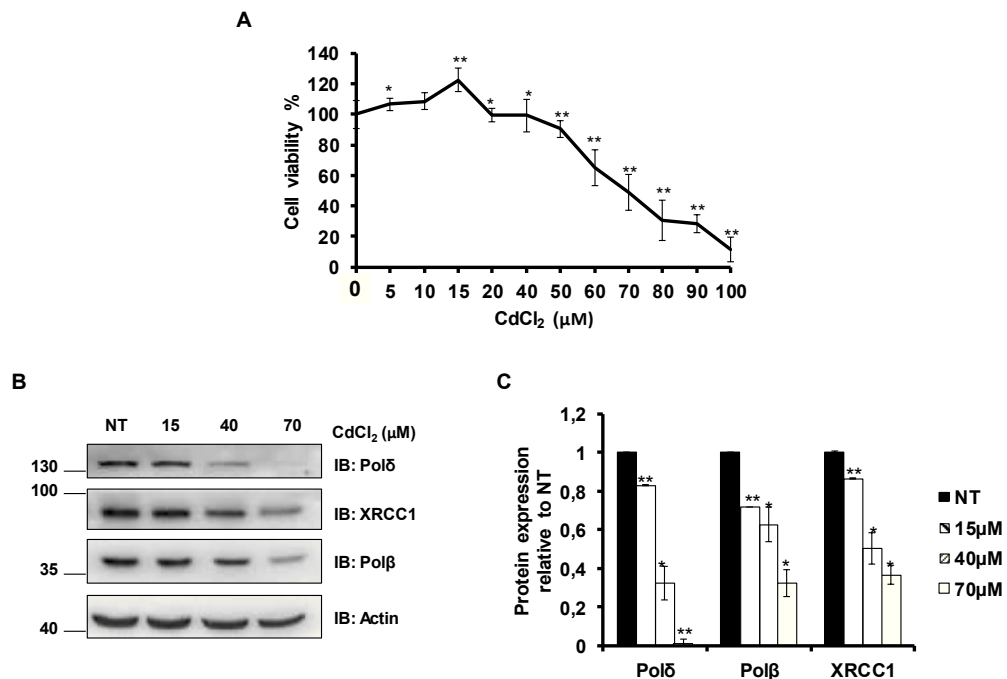 A
Cell viability %
140
120
100
80
60
40
20
0
** 
* * * ** ** ** ** **
0 5 10 15 20 40 50 60 70 80 90 100
CdCl₂ (μM)
B
NT 15 40 70 CdCl₂ (μM)
130 IB: Polδ
100
IB: XRCC1
35 IB: Polβ
40 IB: Actin
C
Protein expression
relative to NT
1,2
1
0,8
0,6
0,4
0,2
0
** * **
** * *
** * *
Polδ Polβ XRCC1
NT
15μM
40μM
70μM